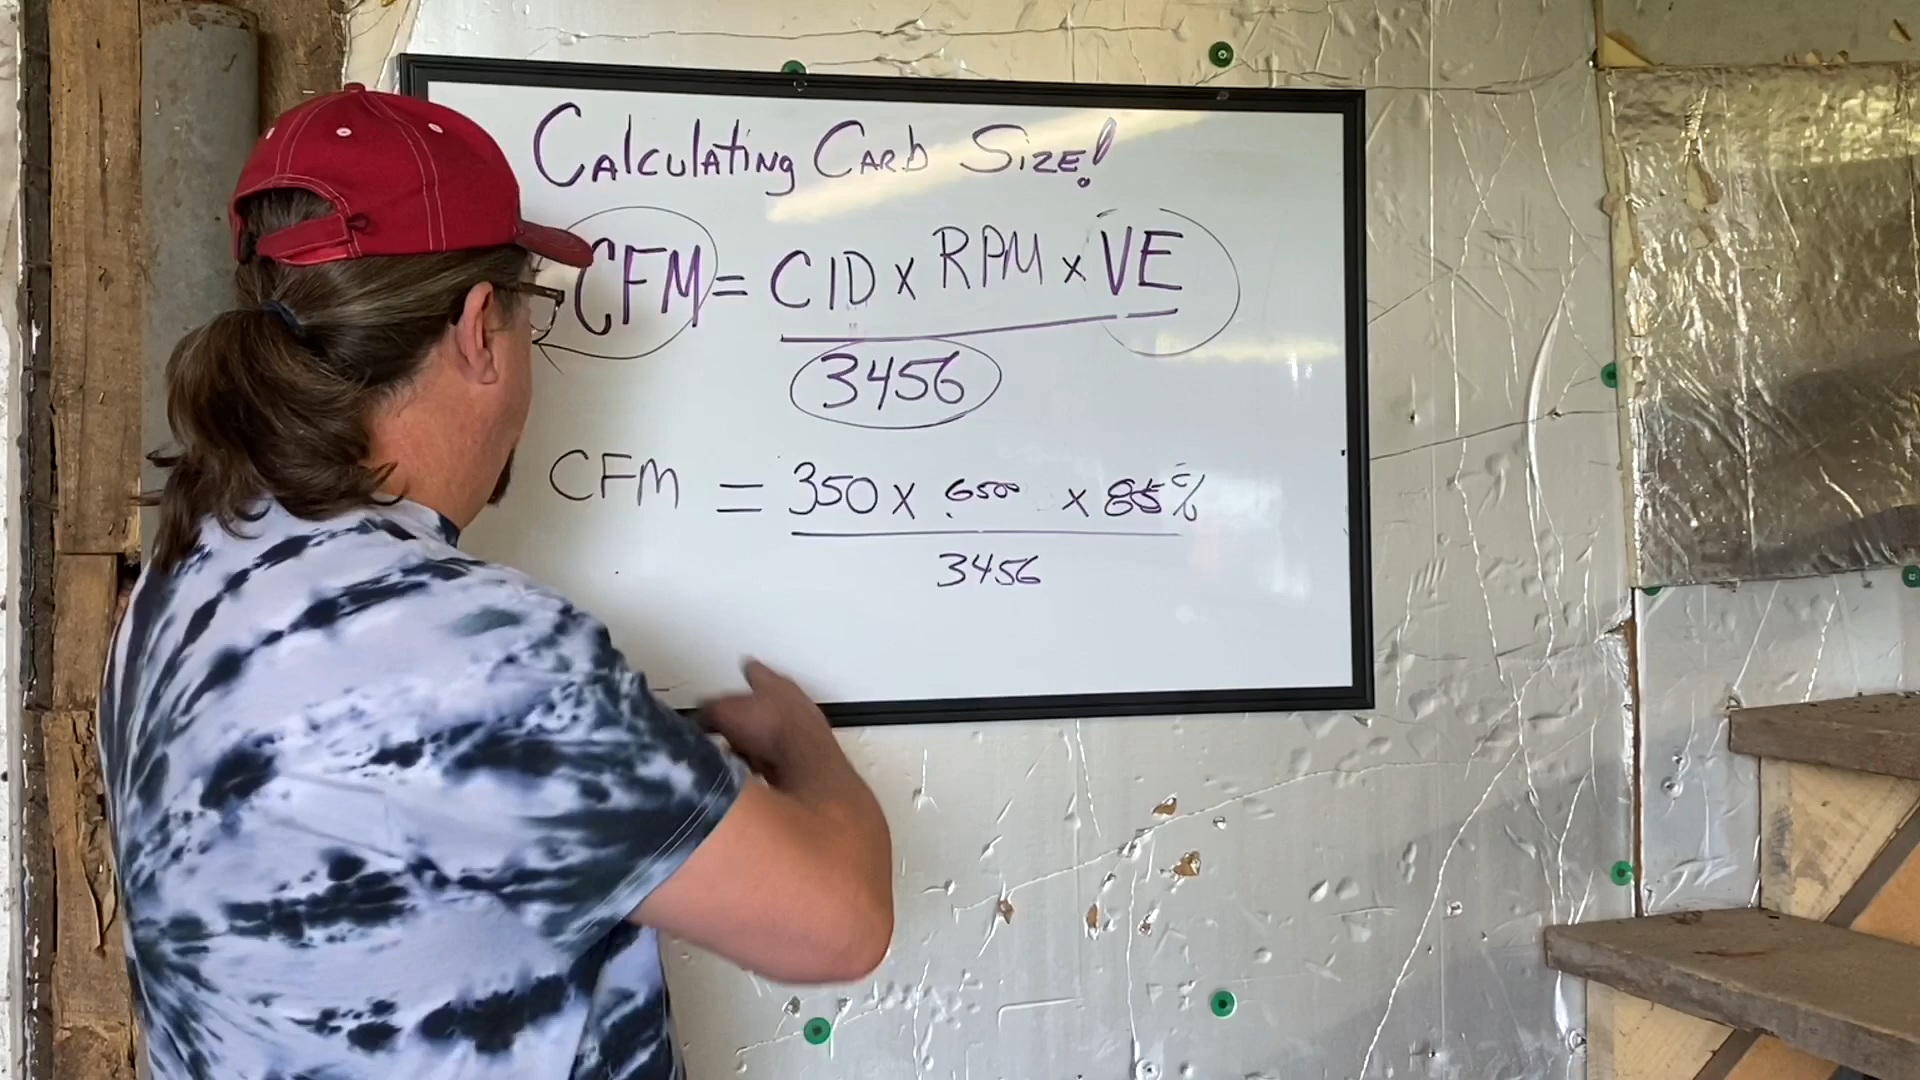 Calculating Carb Size!
CFM = CID x RPM x VE
3456
CFM = 350 x 6500 x 85%
3456